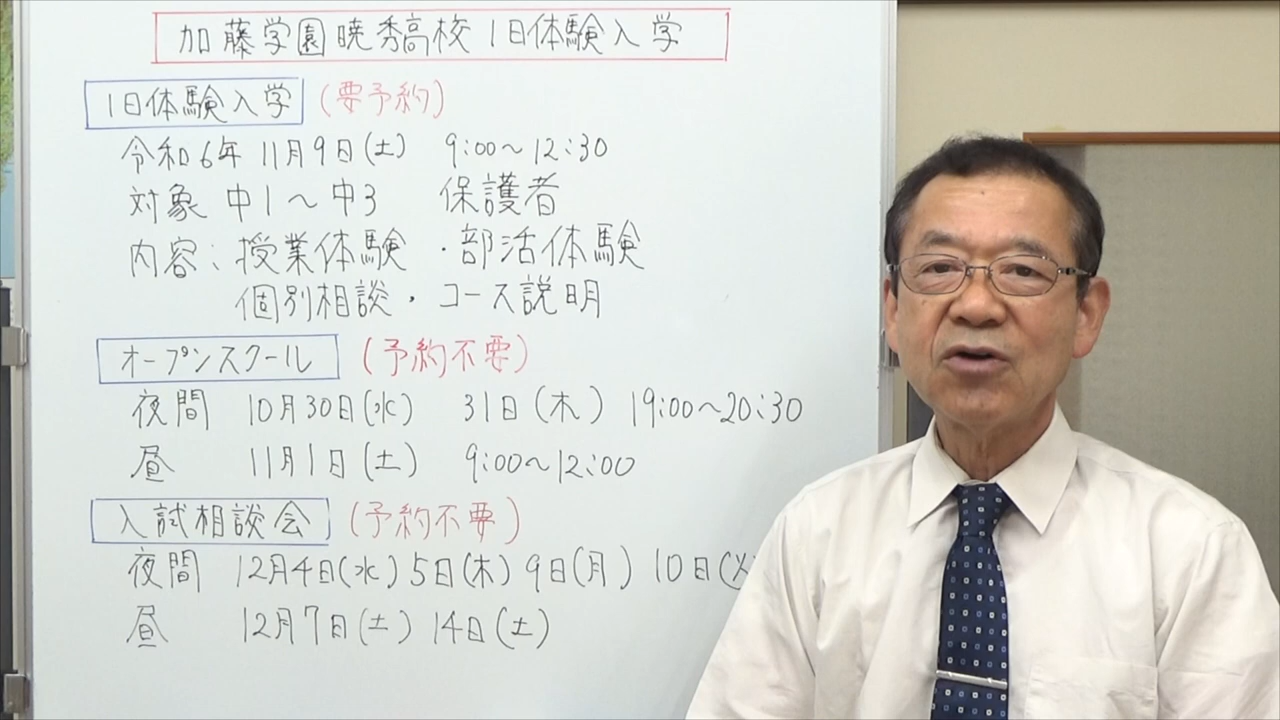 加藤学園暁秀高校 1日体験入学
1日体験入学 (要予約)
令和6年 11月9日(土) 9:00〜12:30
対象 中1〜中3 保護者
内容: 授業体験 ・部活体験
個別相談・コース説明
オープンスクール (予約不要)
夜間 10月30日(水) 31日(木) 19:00〜20:30
昼 11月1日(土) 9:00〜12:00
入試相談会 (予約不要)
夜間 12月4日(水) 5日(木) 9日(月) 10日(
昼 12月7日(土) 14日(土)